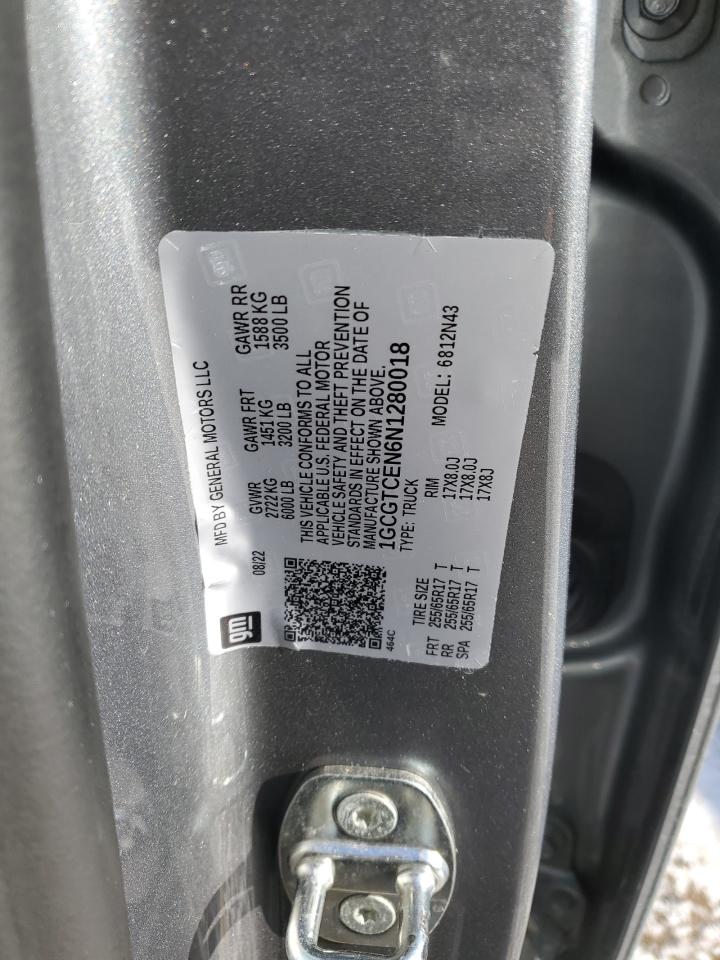 gm
MFD BY GENERAL MOTORS LLC
08/22
GVWR GAWR FRT GAWR RR
2722 KG 1451 KG 1588 KG
6000 LB 3200 LB 3500 LB
THIS VEHICLE CONFORMS TO ALL
APPLICABLE U.S. FEDERAL MOTOR
VEHICLE SAFETY AND THEFT PREVENTION
STANDARDS IN EFFECT ON THE DATE OF
MANUFACTURE SHOWN ABOVE.
1GCGTCEN6N1280018
464C
TYPE: TRUCK
TIRE SIZE RIM MODEL: 6812N43
FRT 255/65R17 T 17X8.0J
RR 255/65R17 T 17X8.0J
SPA 255/65R17 T 17X8J